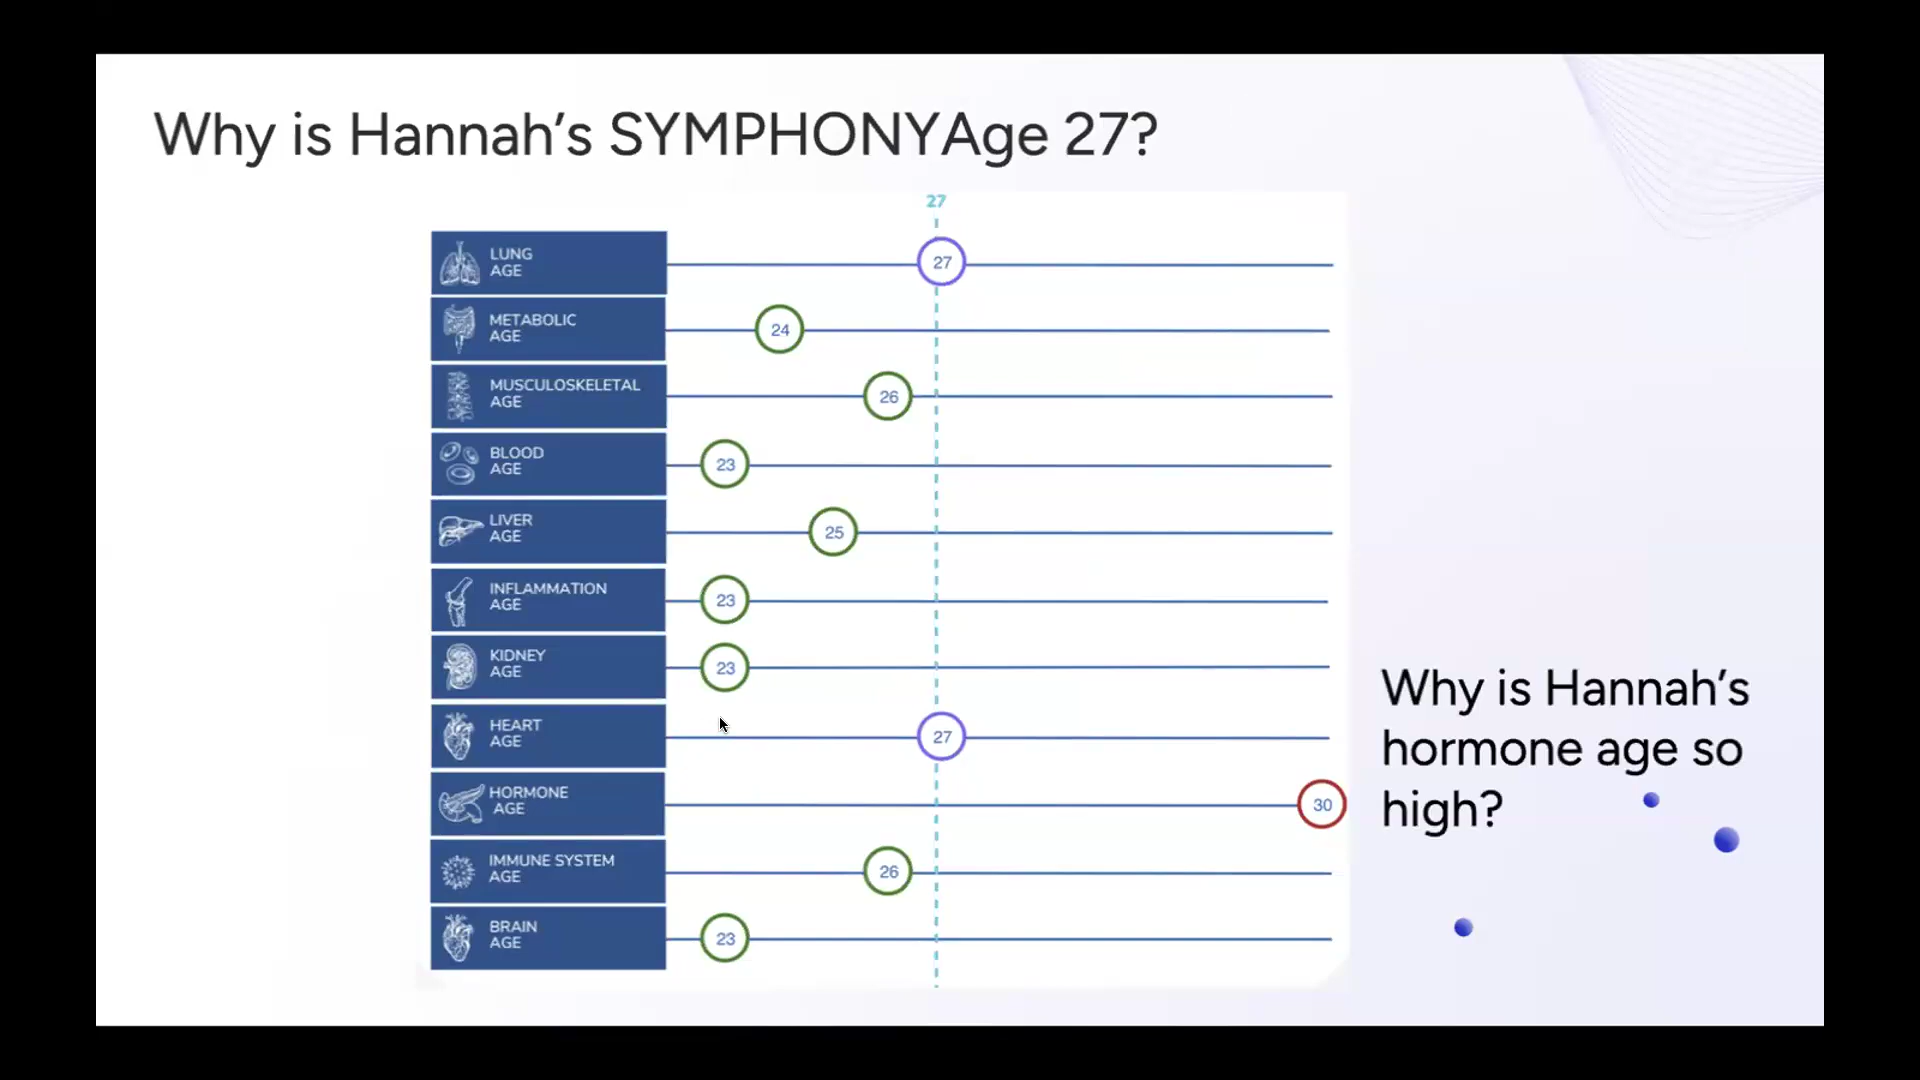 Why is Hannah’s SYMPHONYAge 27?
27
LUNG
AGE
27
METABOLIC
AGE
24
MUSCULOSKELETAL
AGE
26
BLOOD
AGE
23
LIVER
AGE
25
INFLAMMATION
AGE
23
KIDNEY
AGE
23
HEART
AGE
27
HORMONE
AGE
30
IMMUNE SYSTEM
AGE
26
BRAIN
AGE
23
Why is Hannah’s
hormone age so
high?